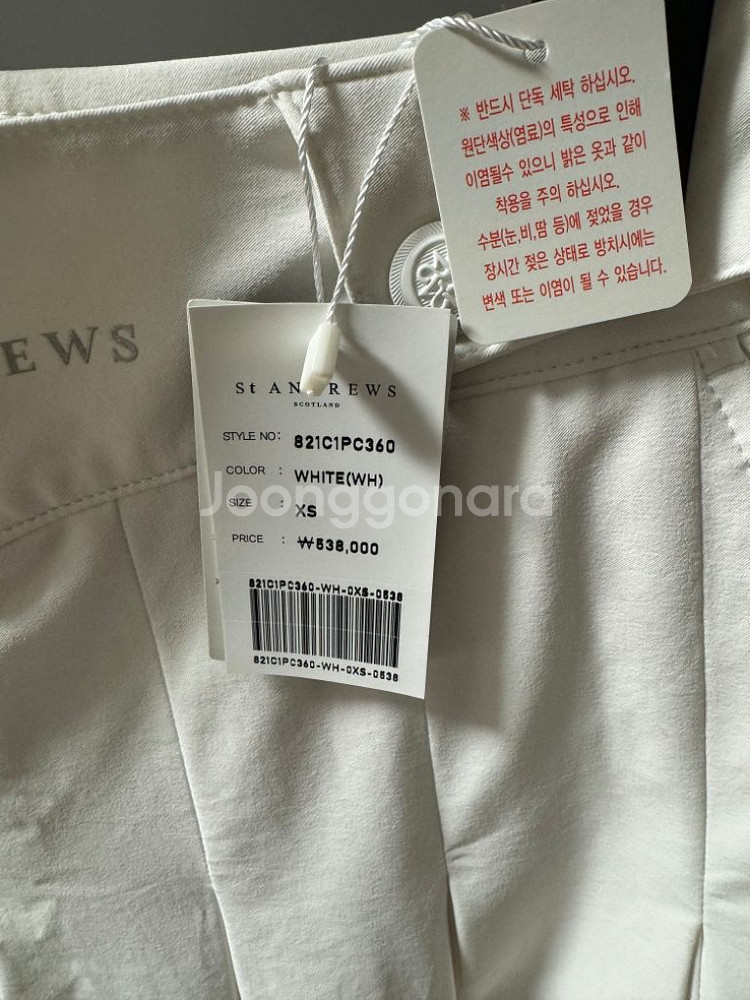 ※ 반드시 단독 세탁 하십시오.
원단색상(염료)의 특성으로 인해
이염될수 있으니 밝은 옷과 같이
착용을 주의 하십시오.
수분(눈,비,땀 등)에 젖었을 경우
장시간 젖은 상태로 방치시에는
변색 또는 이염이 될 수 있습니다.
EWS
St ANDREWS
SCOTLAND
STYLE NO: 821C1PC360
COLOR : WHITE(WH)
SIZE : XS
PRICE : ₩538,000
821C1PC360-WH-0XS-0538
821C1PC360-WH-0XS-0538
Joonggonara